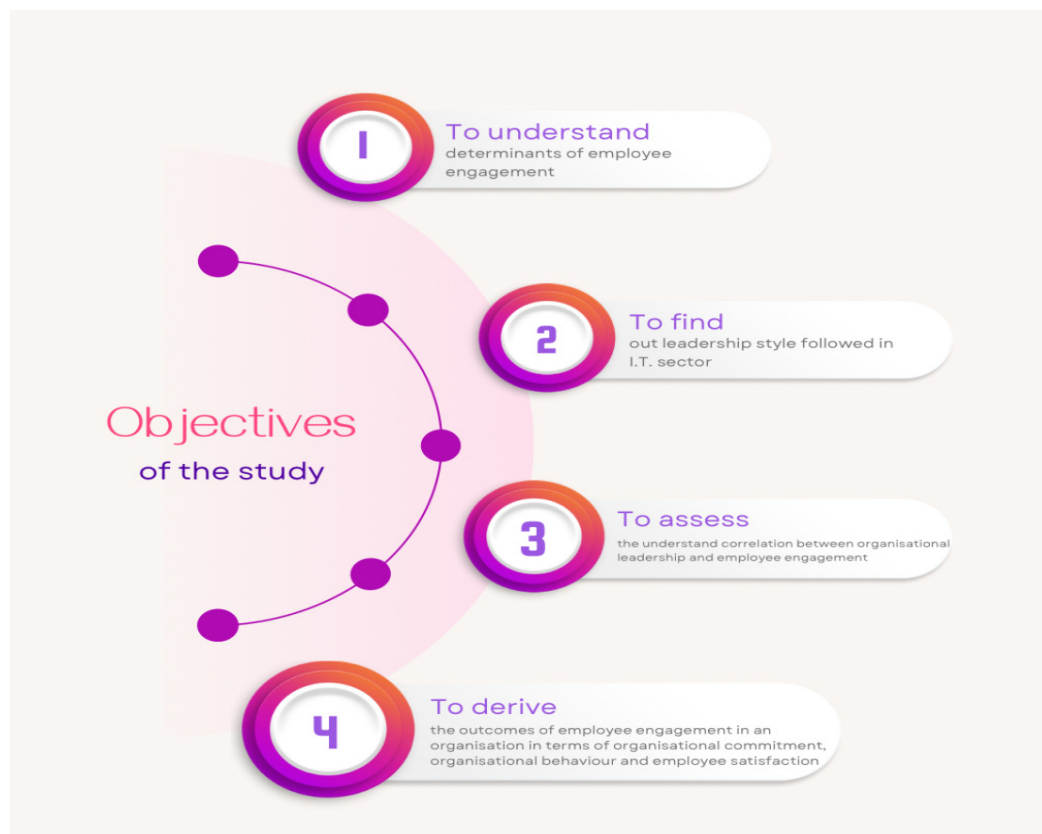 1
To understand
determinants of employee
engagement
2
To find
out leadership style followed in
I.T. sector
Objectives
of the study
3
To assess
the understand correlation between organisational
leadership and employee engagement
4
To derive
the outcomes of employee engagement in an
organisation in terms of organisational commitment,
organisational behaviour and employee satisfaction